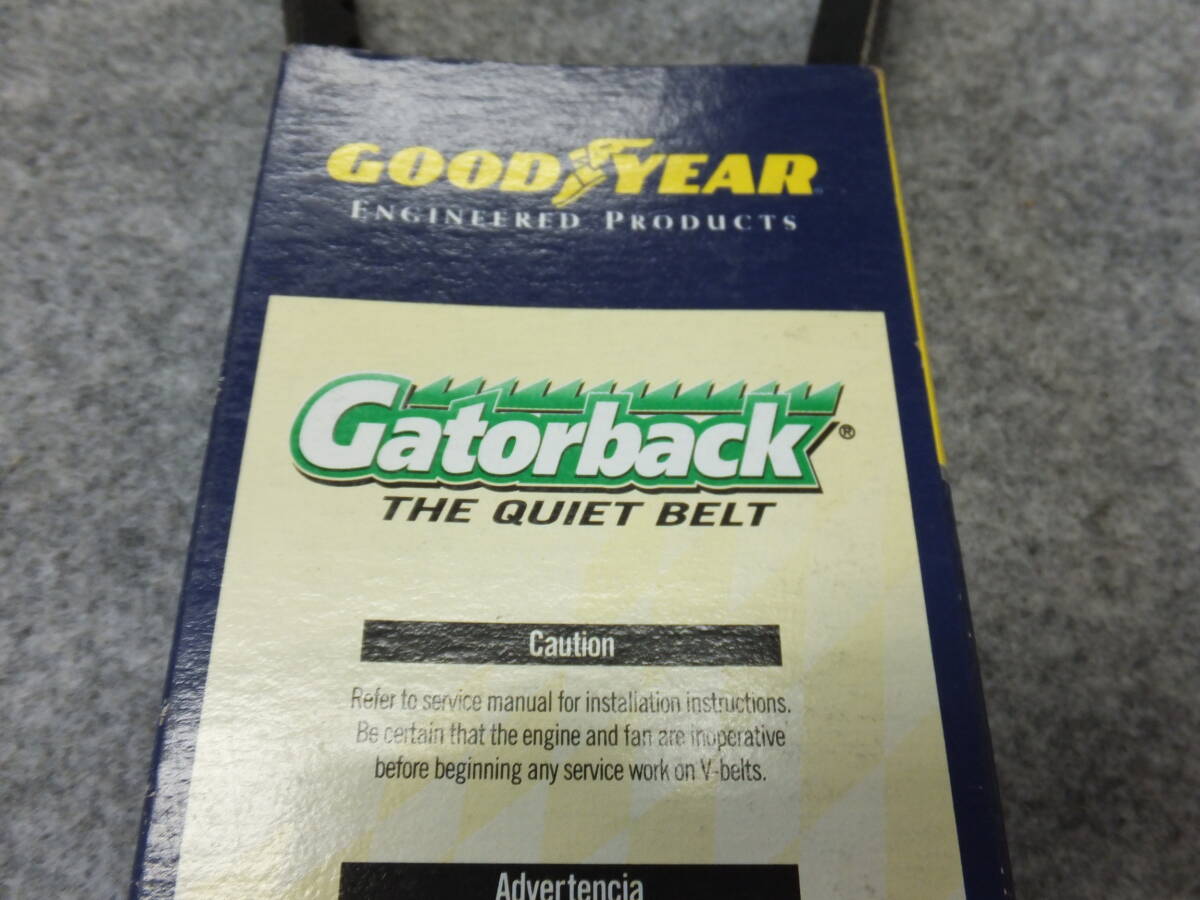 GOODYEAR
ENGINEERED PRODUCTS
Gatorback®
THE QUIET BELT
Caution
Refer to service manual for installation instructions.
Be certain that the engine and fan are inoperative
before beginning any service work on V-belts.
Advertencia